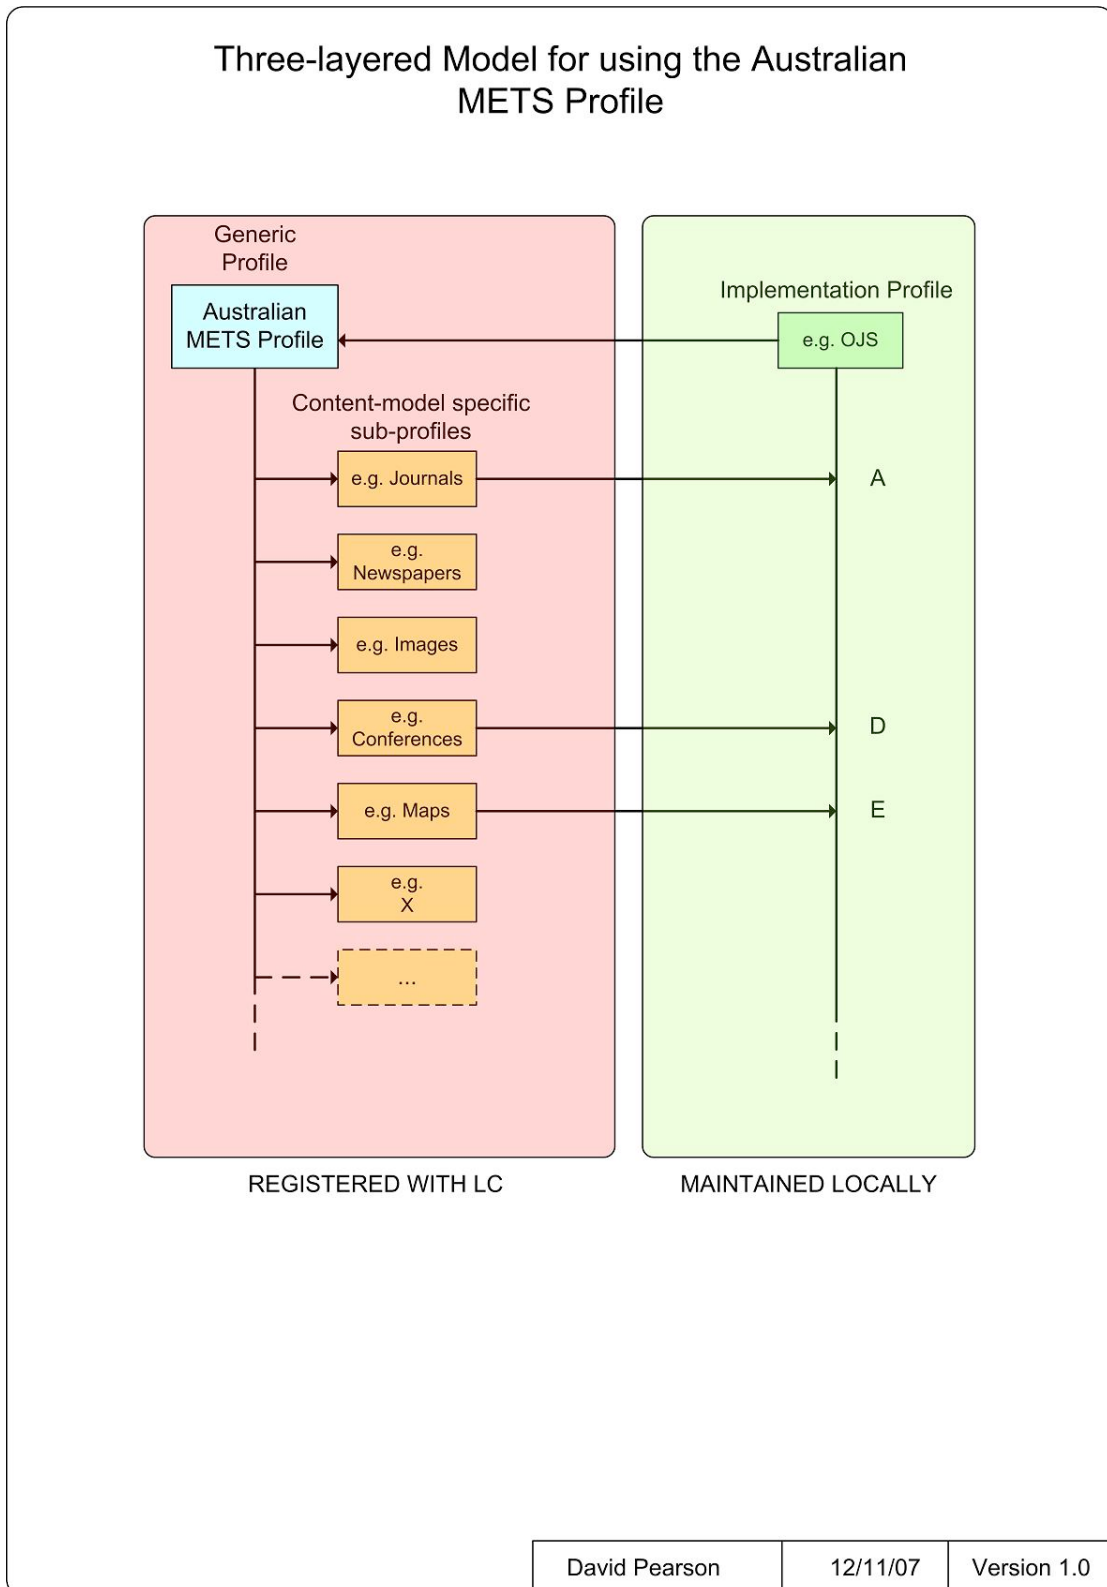 Three-layered Model for using the Australian
METS Profile
Generic
Profile
Australian
METS Profile
Implementation Profile
e.g. OJS
Content-model specific
sub-profiles
e.g. Journals
A
e.g.
Newspapers
e.g. Images
e.g.
Conferences
D
e.g. Maps
E
e.g.
X
...
REGISTERED WITH LC
MAINTAINED LOCALLY
David Pearson
12/11/07
Version 1.0